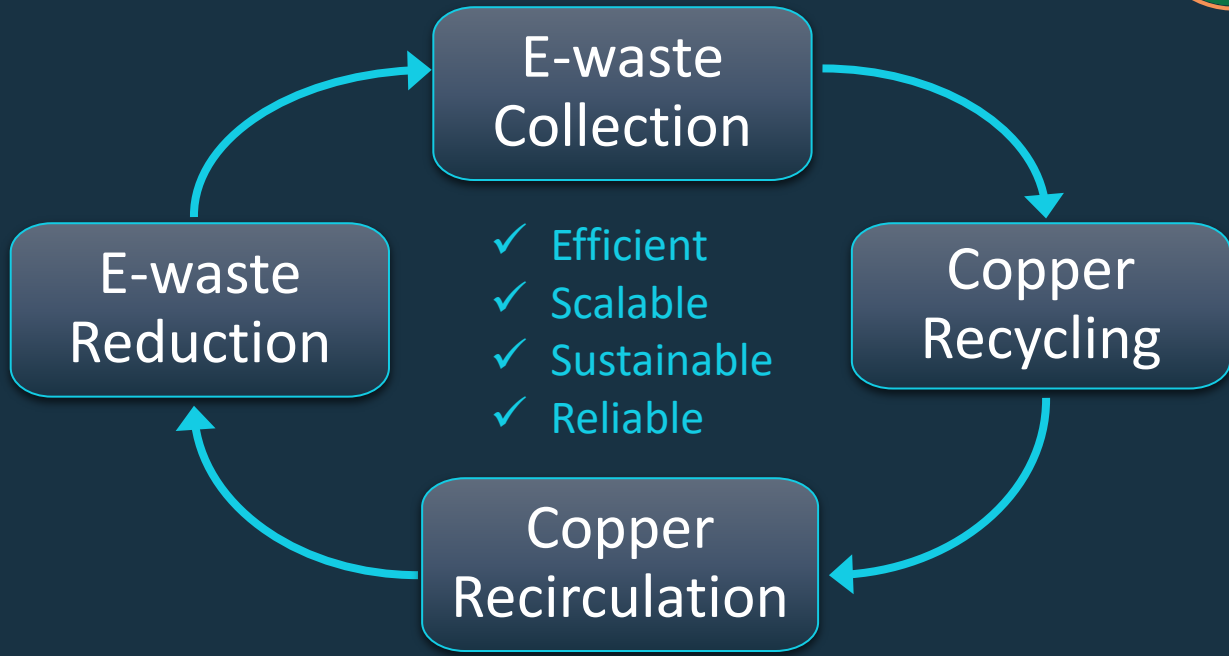 E-waste
Collection
E-waste
Reduction
✓ Efficient
✓ Scalable
✓ Sustainable
✓ Reliable
Copper
Recycling
Copper
Recirculation